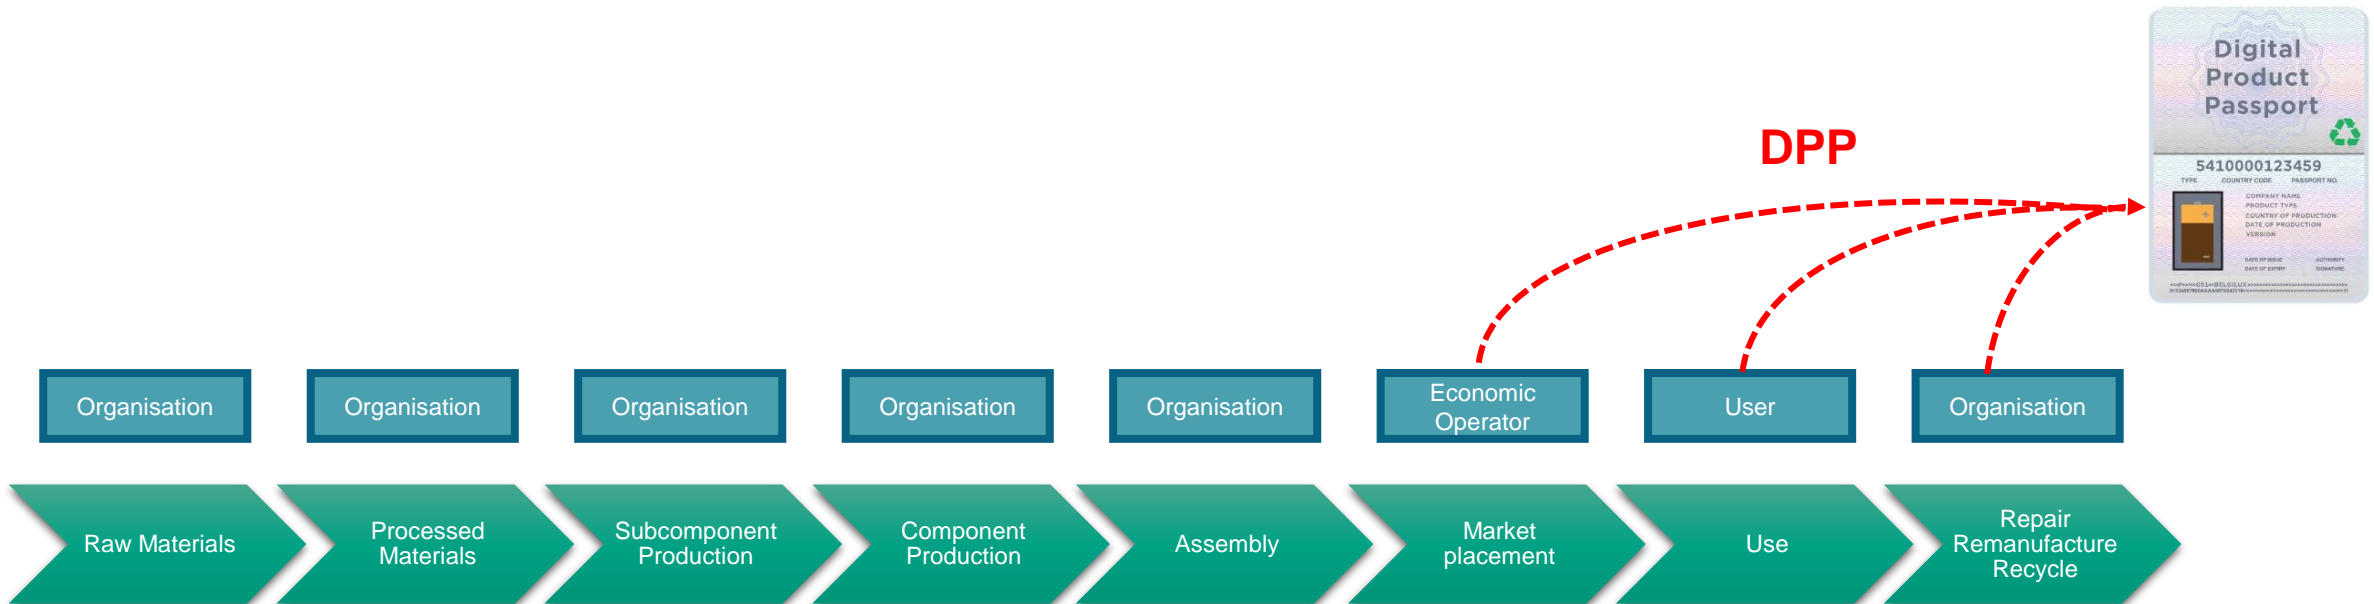 Digital
Product
Passport
DPP
5410000123459
TYPE COUNTRY CODE PASSPORT NO.
COMPANY NAME
PRODUCT TYPE
COUNTRY OF PRODUCTION
DATE OF PRODUCTION
VERSION
DATE OF ISSUE AUTHORITY
DATE OF EXPIRY SIGNATURE
Organisation
Organisation
Organisation
Organisation
Organisation
Economic
Operator
User
Organisation
Raw Materials
Processed
Materials
Subcomponent
Production
Component
Production
Assembly
Market
placement
Use
Repair
Remanufacture
Recycle